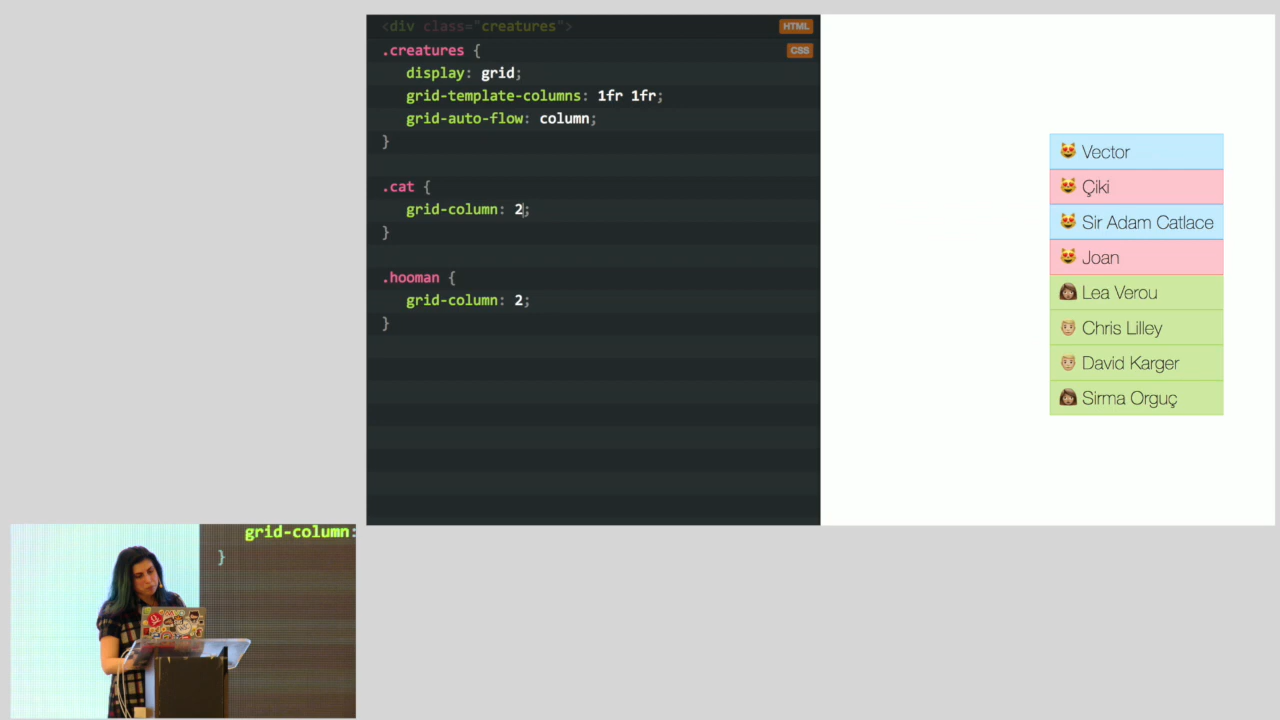 <div class="creatures">
HTML
.creatures {
CSS
display: grid;
grid-template-columns: 1fr 1fr;
grid-auto-flow: column;
}
.cat {
grid-column: 2;
}
.hooman {
grid-column: 2;
}
Vector
Çiki
Sir Adam Catlace
Joan
Lea Verou
Chris Lilley
David Karger
Sirma Orguç
grid-column:
}